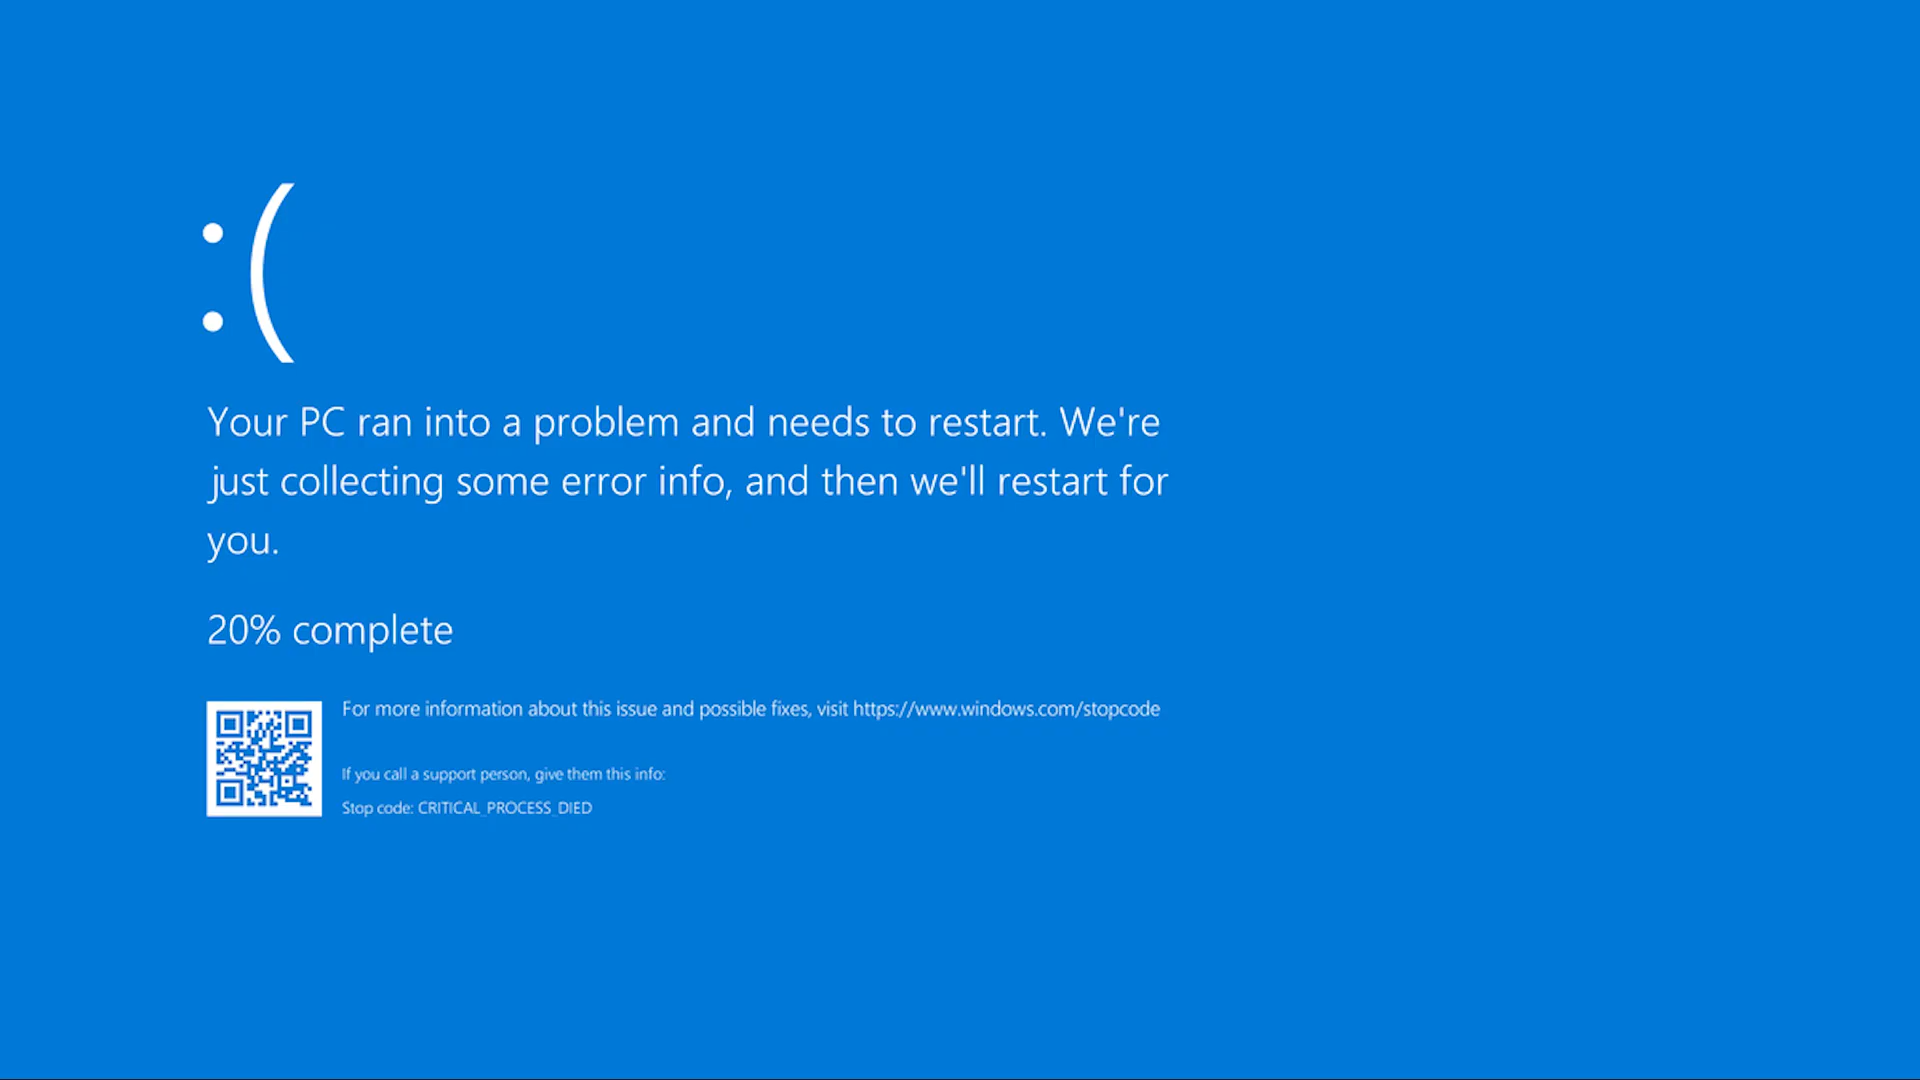 :(
Your PC ran into a problem and needs to restart. We're
just collecting some error info, and then we'll restart for
you.
20% complete
For more information about this issue and possible fixes, visit https://www.windows.com/stopcode
If you call a support person, give them this info:
Stop code: CRITICAL_PROCESS_DIED